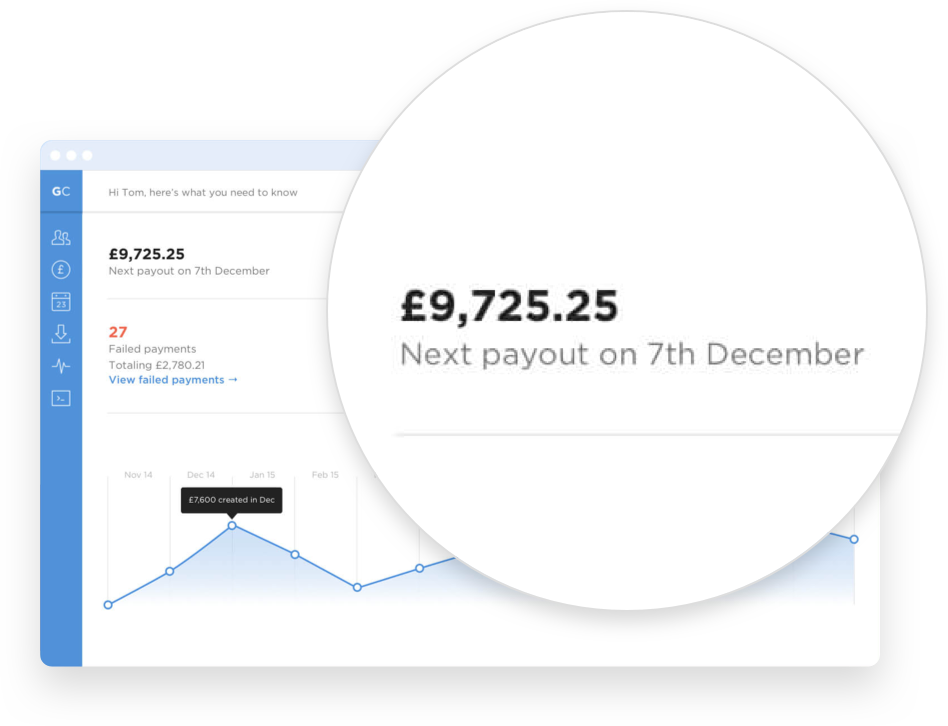 GC
Hi Tom, here's what you need to know
£9,725.25
Next payout on 7th December
27
Failed payments
Totaling £2,780.21
View failed payments →
23
£9,725.25
Next payout on 7th December
Nov 14 Dec 14 Jan 15 Feb 15
£7,600 created in Dec